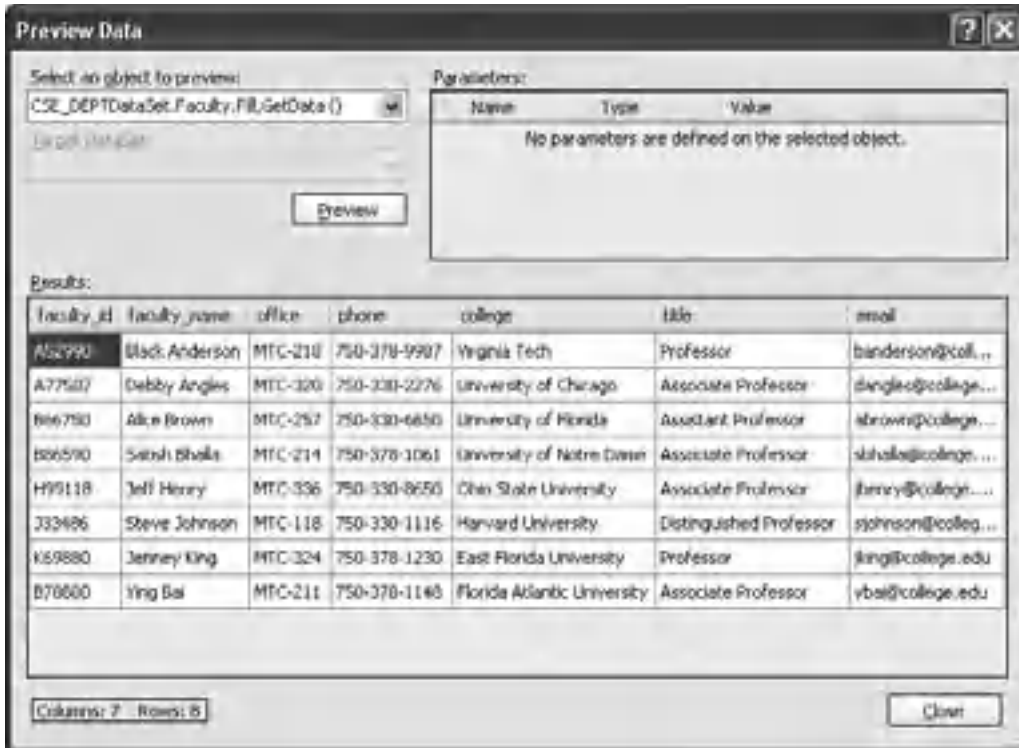 Preview Data
Select an object to preview:
CSE_DEPTDataSet.Faculty.Fill,GetData ()
Parameters:
Name Type Value
No parameters are defined on the selected object.
Preview
Results:
faculty_id faculty_name office phone college title email
A52990 Black Anderson MTC-218 750-378-9987 Virginia Tech Professor banderson@coll...
A77587 Debby Angles MTC-320 750-330-2276 University of Chicago Associate Professor dangles@college...
B66750 Alice Brown MTC-257 750-330-6650 University of Florida Assistant Professor abrown@college...
B86590 Satish Bhalla MTC-214 750-378-1061 University of Notre Dame Associate Professor sbhalla@college....
H99118 Jeff Henry MTC-336 750-330-8650 Ohio State University Associate Professor jhenry@college....
J33486 Steve Johnson MTC-118 750-330-1116 Harvard University Distinguished Professor sjohnson@colleg...
K69880 Jenney King MTC-324 750-378-1230 East Florida University Professor jking@college.edu
B78880 Ying Bai MTC-211 750-378-1148 Florida Atlantic University Associate Professor ybai@college.edu
Columns: 7 Rows: 8
Close